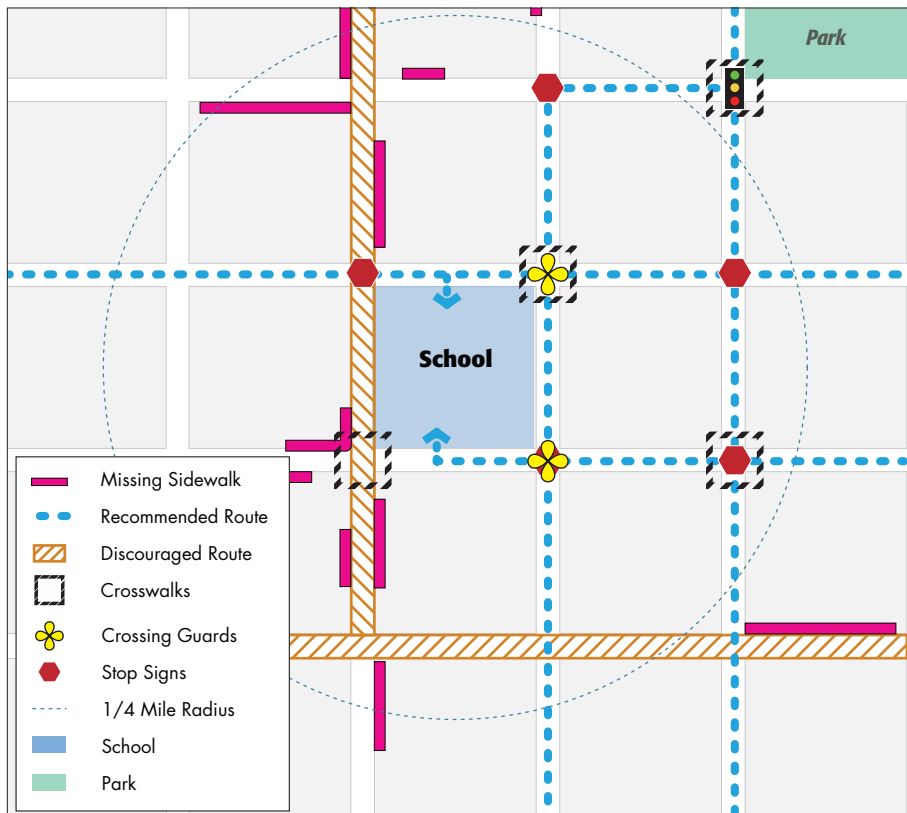 Park
School
Missing Sidewalk
Recommended Route
Discouraged Route
Crosswalks
Crossing Guards
Stop Signs
1/4 Mile Radius
School
Park